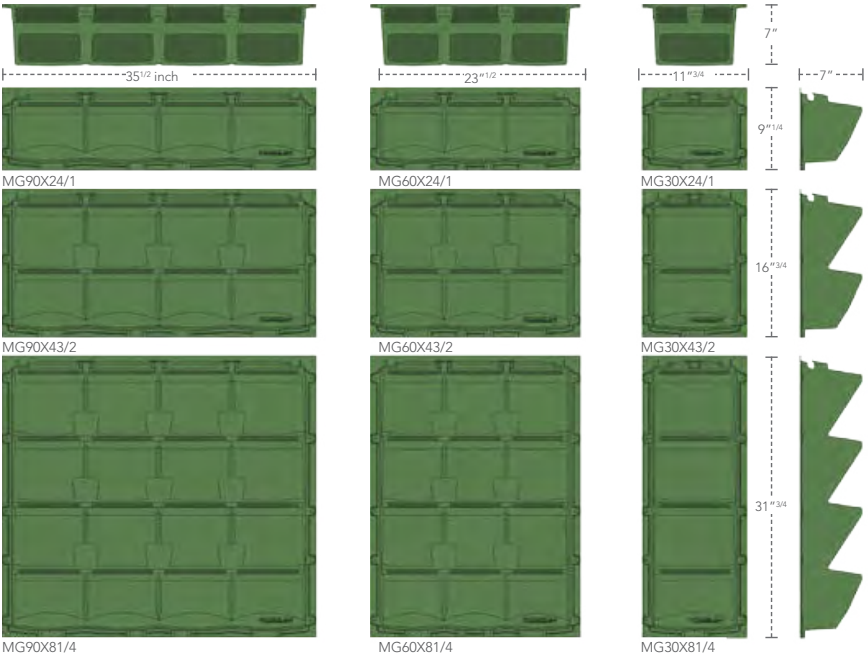 7"
35 1/2 inch
23" 1/2
11" 3/4
7"
9" 1/4
MG90X24/1
MG60X24/1
MG30X24/1
16" 3/4
MG90X43/2
MG60X43/2
MG30X43/2
31" 3/4
MG90X81/4
MG60X81/4
MG30X81/4